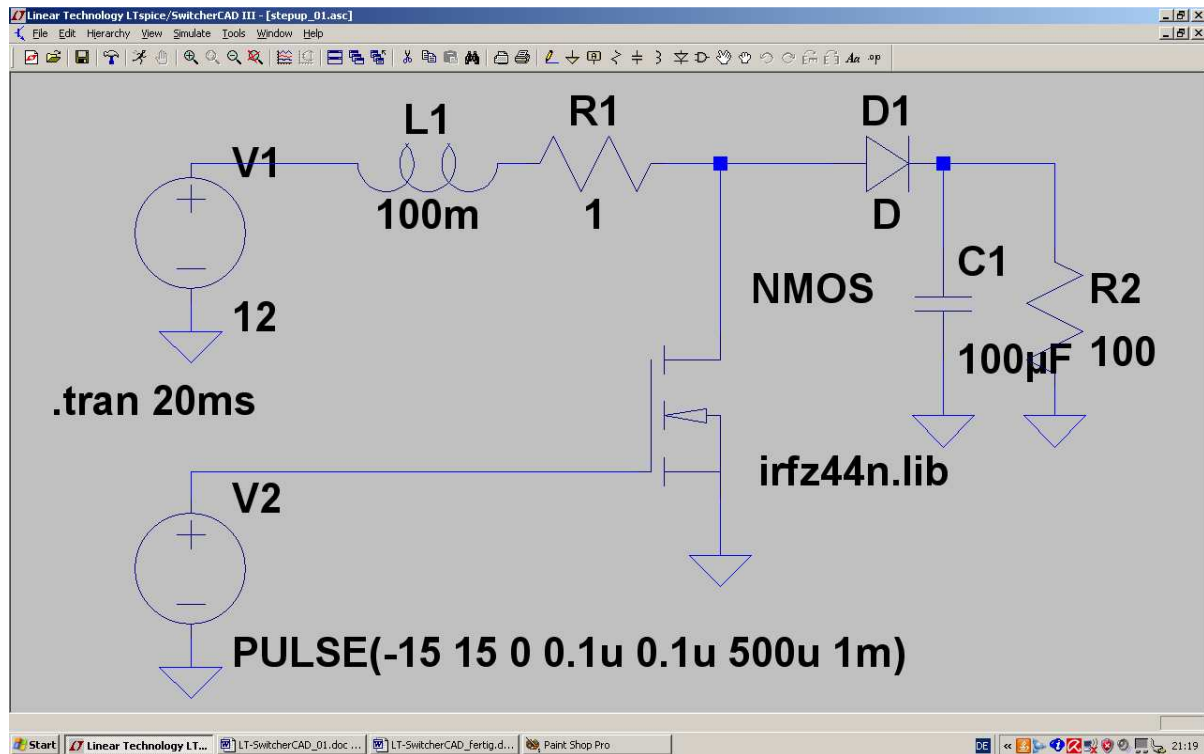 Linear Technology LTspice/SwitcherCAD III - [stepup_01.asc]
File Edit Hierarchy View Simulate Tools Window Help
Aa .op
L1
R1
D1
V1
100m
1
D
C1
NMOS
R2
12
100µF
100
.tran 20ms
irfz44n.lib
V2
PULSE(-15 15 0 0.1u 0.1u 500u 1m)
Start
Linear Technology LT...
LT-SwitcherCAD_01.doc ...
LT-SwitcherCAD_fertig.d...
Paint Shop Pro
DE
21:19